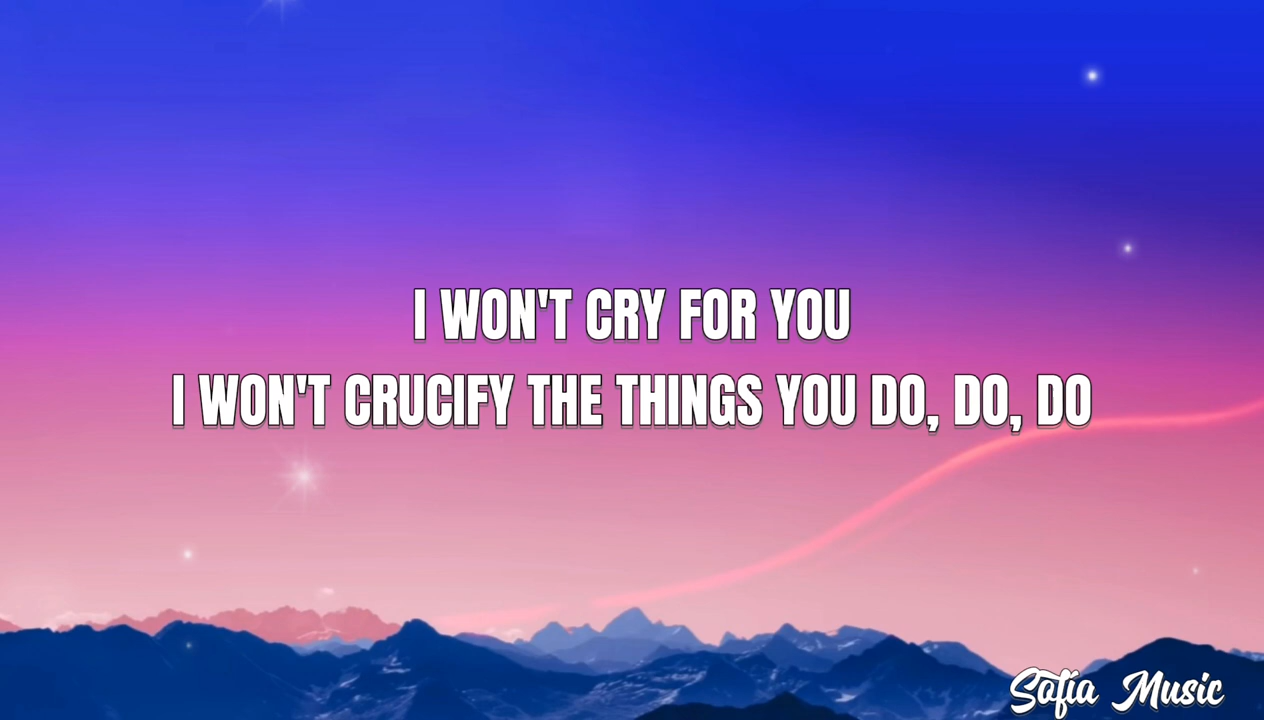 I WON'T CRY FOR YOU
I WON'T CRUCIFY THE THINGS YOU DO, DO, DO
Sofia Music